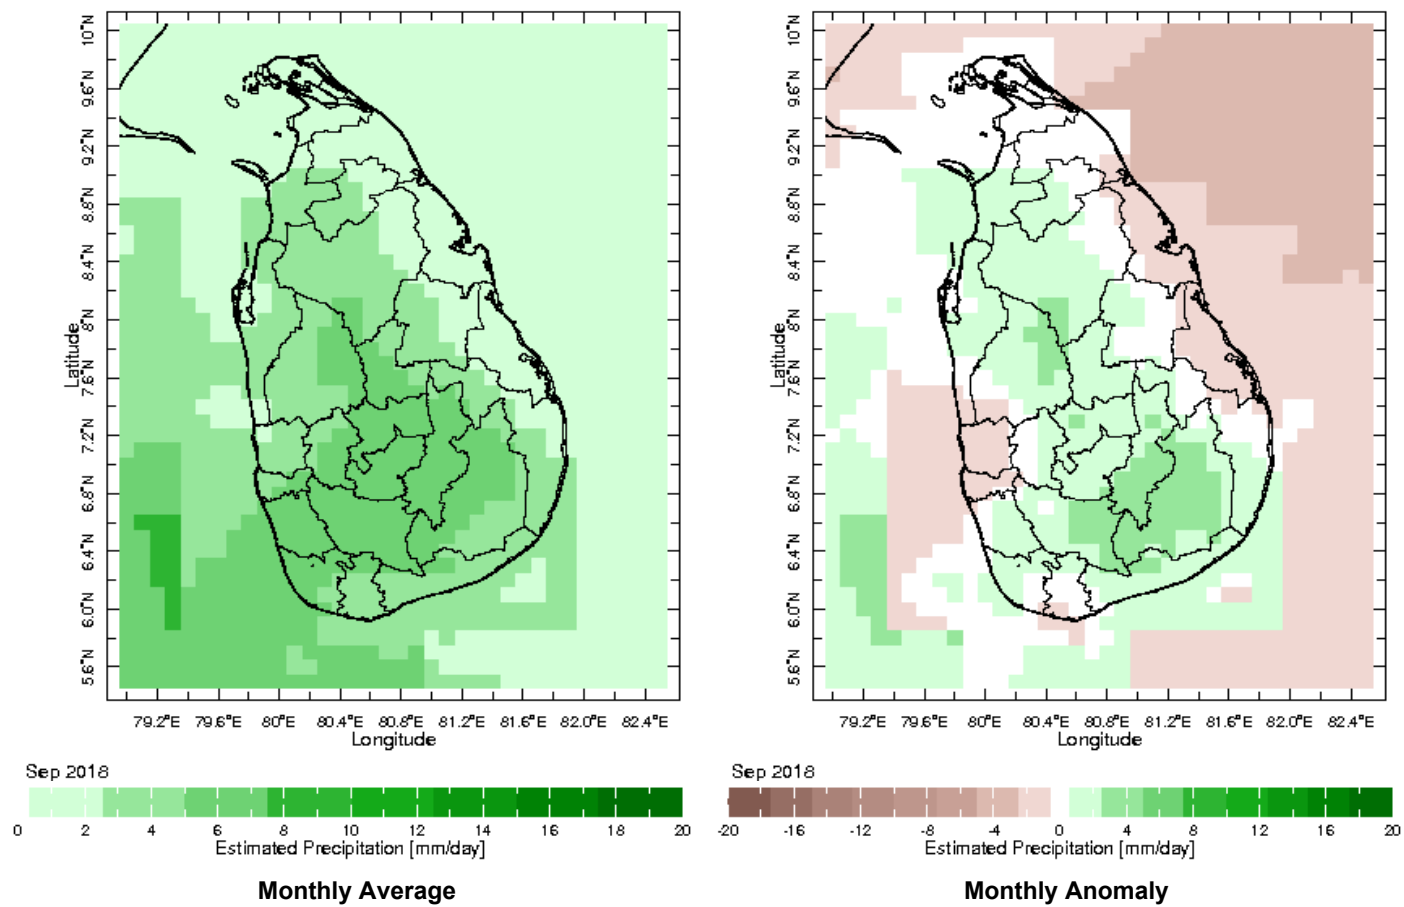 10°N
9.6°N
9.2°N
8.8°N
8.4°N
8°N
7.6°N
7.2°N
6.8°N
6.4°N
6.0°N
5.6°N
Latitude
79.2°E 79.6°E 80°E 80.4°E 80.8°E 81.2°E 81.6°E 82.0°E 82.4°E
Longitude
Sep 2018
0 2 4 6 8 10 12 14 16 20
Estimated Precipitation [mm/day]
Monthly Average
10°N
9.6°N
9.2°N
8.8°N
8.4°N
8°N
7.6°N
7.2°N
6.8°N
6.4°N
6.0°N
5.6°N
Latitude
79.2°E 79.6°E 80°E 80.4°E 80.8°E 81.2°E 81.6°E 82.0°E 82.4°E
Longitude
Sep 2018
-20 -16 -12 -8 -4 0 4 8 12 16 20
Estimated Precipitation [mm/day]
Monthly Anomaly